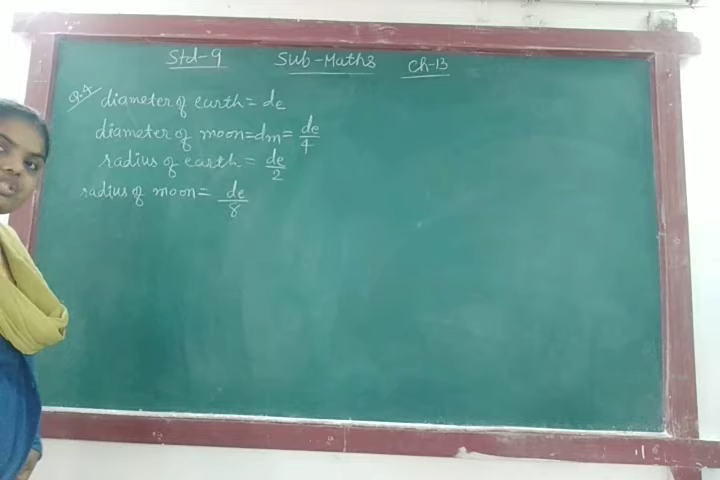 Std-9 Sub-Maths Ch-13
Q.4 diameter of earth = de
diameter of moon = dm = de/4
radius of earth = de/2
radius of moon = de/8